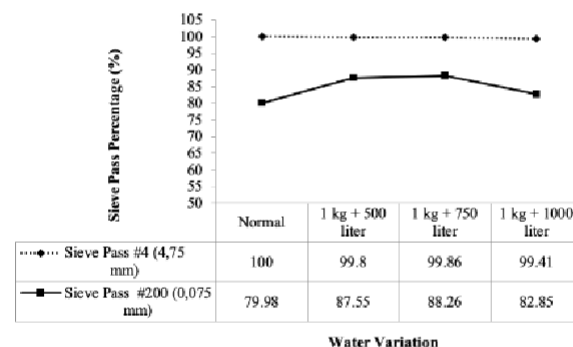 105
100
95
90
85
80
75
70
65
60
55
50
Sieve Pass Percentage (%)
Normal
1 kg + 500
liter
1 kg + 750
liter
1 kg + 1000
liter
Sieve Pass #4 (4,75
mm)
100
99.8
99.86
99.41
Sieve Pass #200 (0,075
mm)
79.98
87.55
88.26
82.85
Water Variation